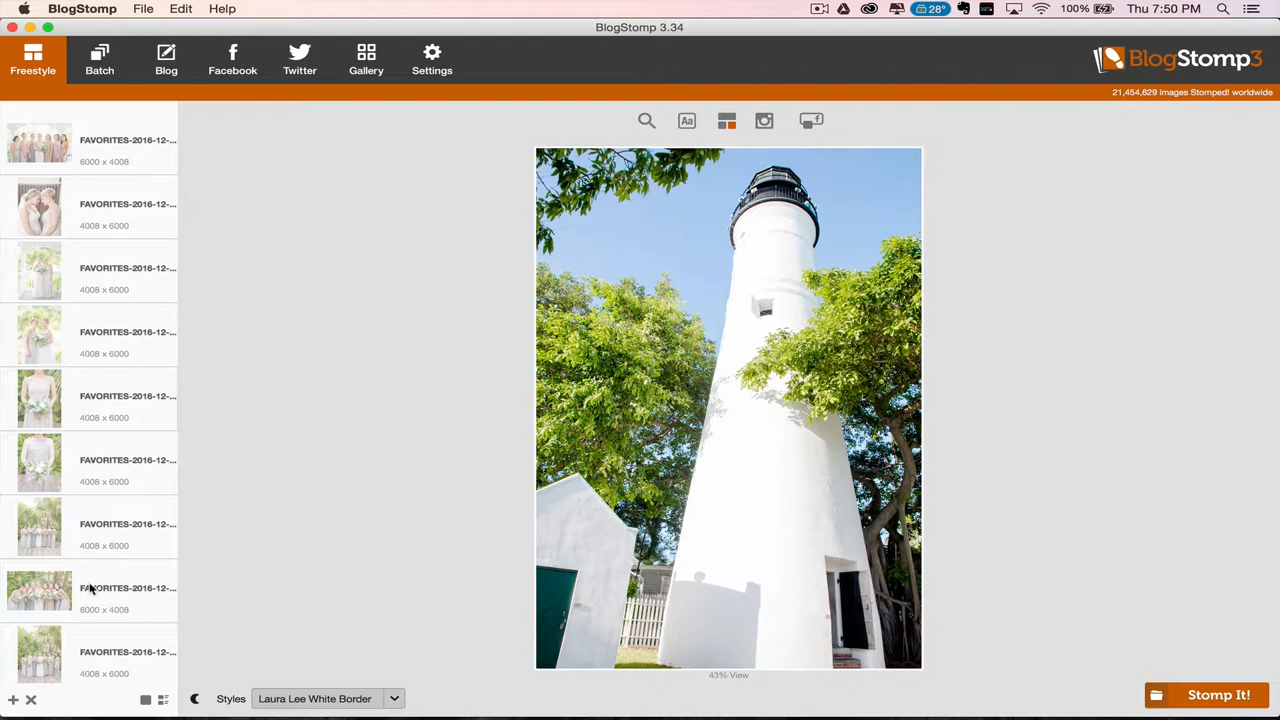 BlogStomp File Edit Help
28° 100% Thu 7:50 PM
BlogStomp 3.34
Freestyle Batch Blog Facebook Twitter Gallery Settings
BlogStomp3
21,454,629 images Stomped! worldwide
Aa
FAVORITES-2016-12-...
6000 x 4008
FAVORITES-2016-12-...
4008 x 6000
FAVORITES-2016-12-...
4008 x 6000
FAVORITES-2016-12-...
4008 x 6000
FAVORITES-2016-12-...
4008 x 6000
FAVORITES-2016-12-...
4008 x 6000
FAVORITES-2016-12-...
4008 x 6000
FAVORITES-2016-12-...
6000 x 4008
FAVORITES-2016-12-...
4008 x 6000
43% View
Styles Laura Lee White Border
Stomp It!